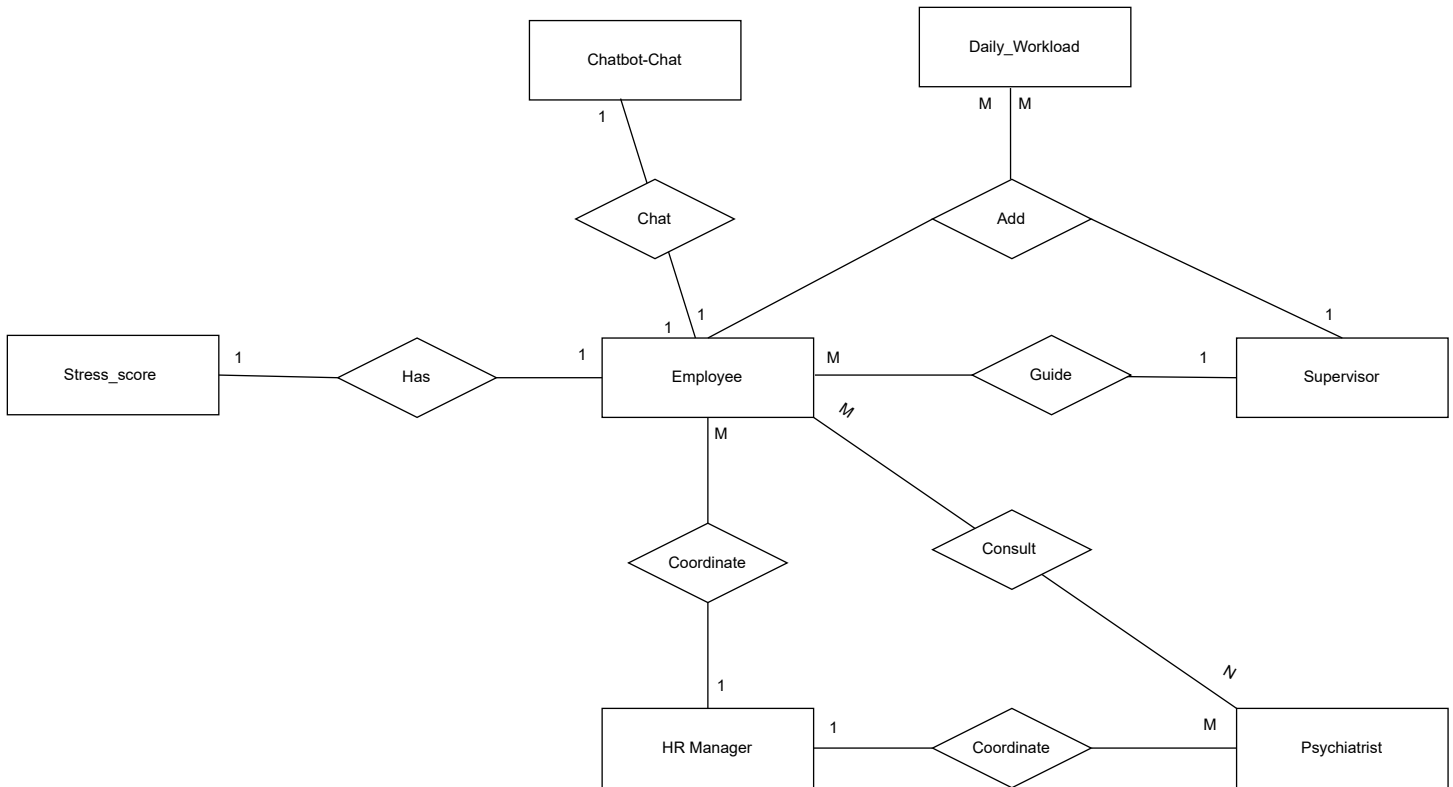 Daily_Workload
Chatbot-Chat
M M
1
Chat
Add
1
1
1
Stress_score
1
Has
1
Employee
M
Guide
1
Supervisor
M
M
Consult
Coordinate
N
1
HR Manager
1
Coordinate
M
Psychiatrist